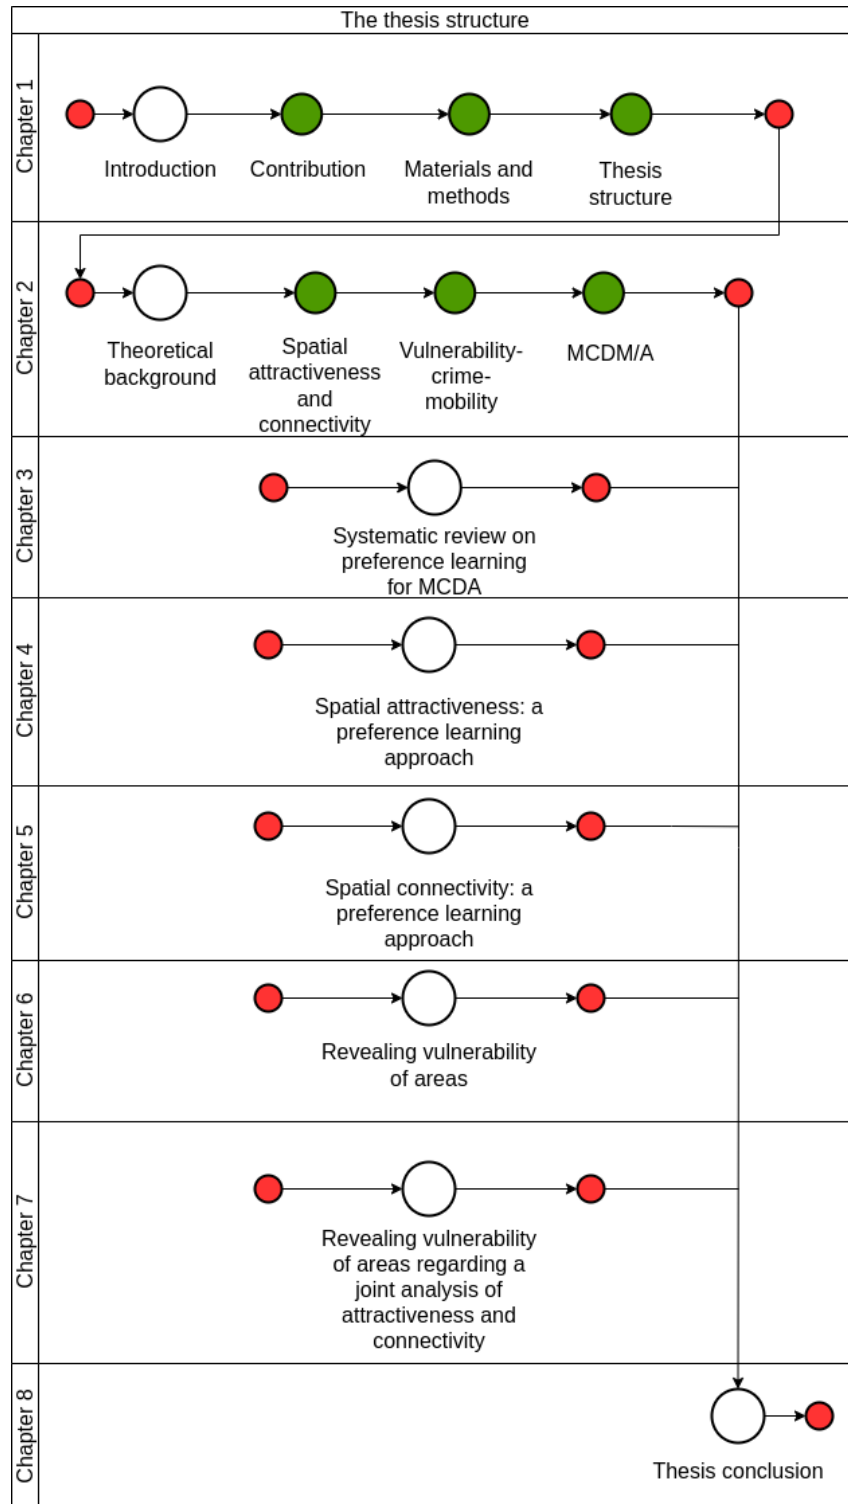 The thesis structure
Chapter 1
Introduction
Contribution
Materials and
methods
Thesis
structure
Chapter 2
Theoretical
background
Spatial
attractiveness
and
connectivity
Vulnerability-
crime-
mobility
MCDM/A
Chapter 3
Systematic review on
preference learning
for MCDA
Chapter 4
Spatial attractiveness: a
preference learning
approach
Chapter 5
Spatial connectivity: a
preference learning
approach
Chapter 6
Revealing vulnerability
of areas
Chapter 7
Revealing vulnerability
of areas regarding a
joint analysis of
attractiveness and
connectivity
Chapter 8
Thesis conclusion